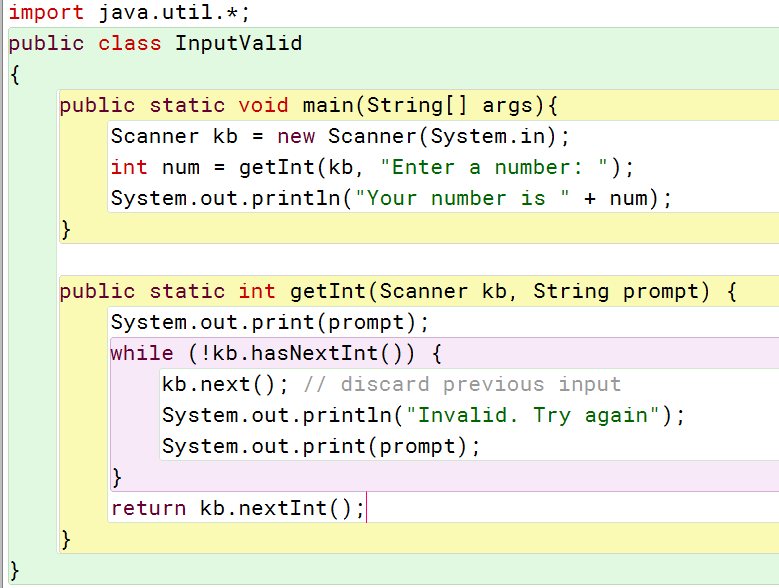 import java.util.*;
public class InputValid
{
public static void main(String[] args){
Scanner kb = new Scanner(System.in);
int num = getInt(kb, "Enter a number: ");
System.out.println("Your number is " + num);
}
public static int getInt(Scanner kb, String prompt) {
System.out.print(prompt);
while (!kb.hasNextInt()) {
kb.next(); // discard previous input
System.out.println("Invalid. Try again");
System.out.print(prompt);
}
return kb.nextInt();
}
}